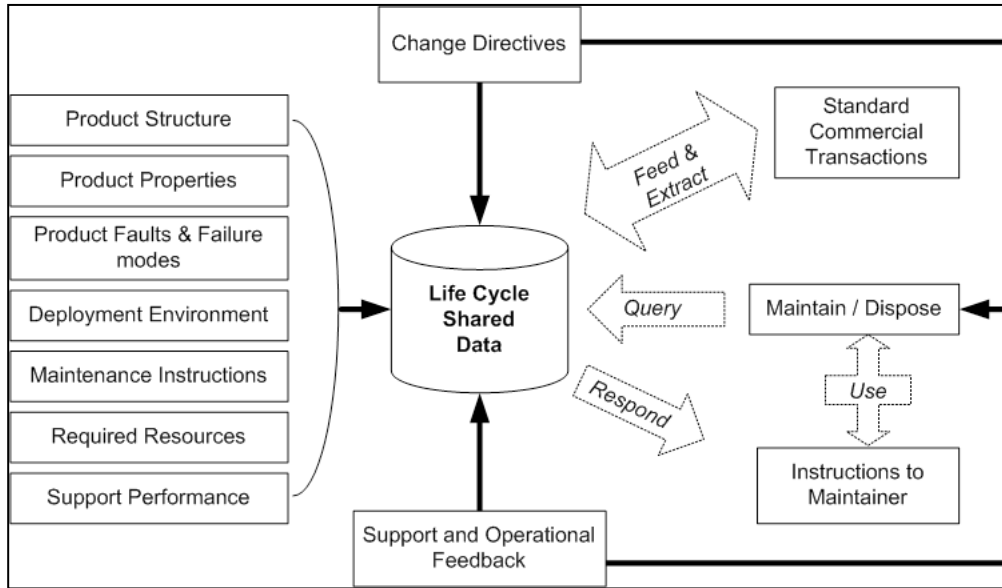 Change Directives
Product Structure
Product Properties
Product Faults & Failure
modes
Deployment Environment
Maintenance Instructions
Required Resources
Support Performance
Life Cycle
Shared
Data
Feed &
Extract
Standard
Commercial
Transactions
Query
Maintain / Dispose
Respond
Use
Instructions to
Maintainer
Support and Operational
Feedback